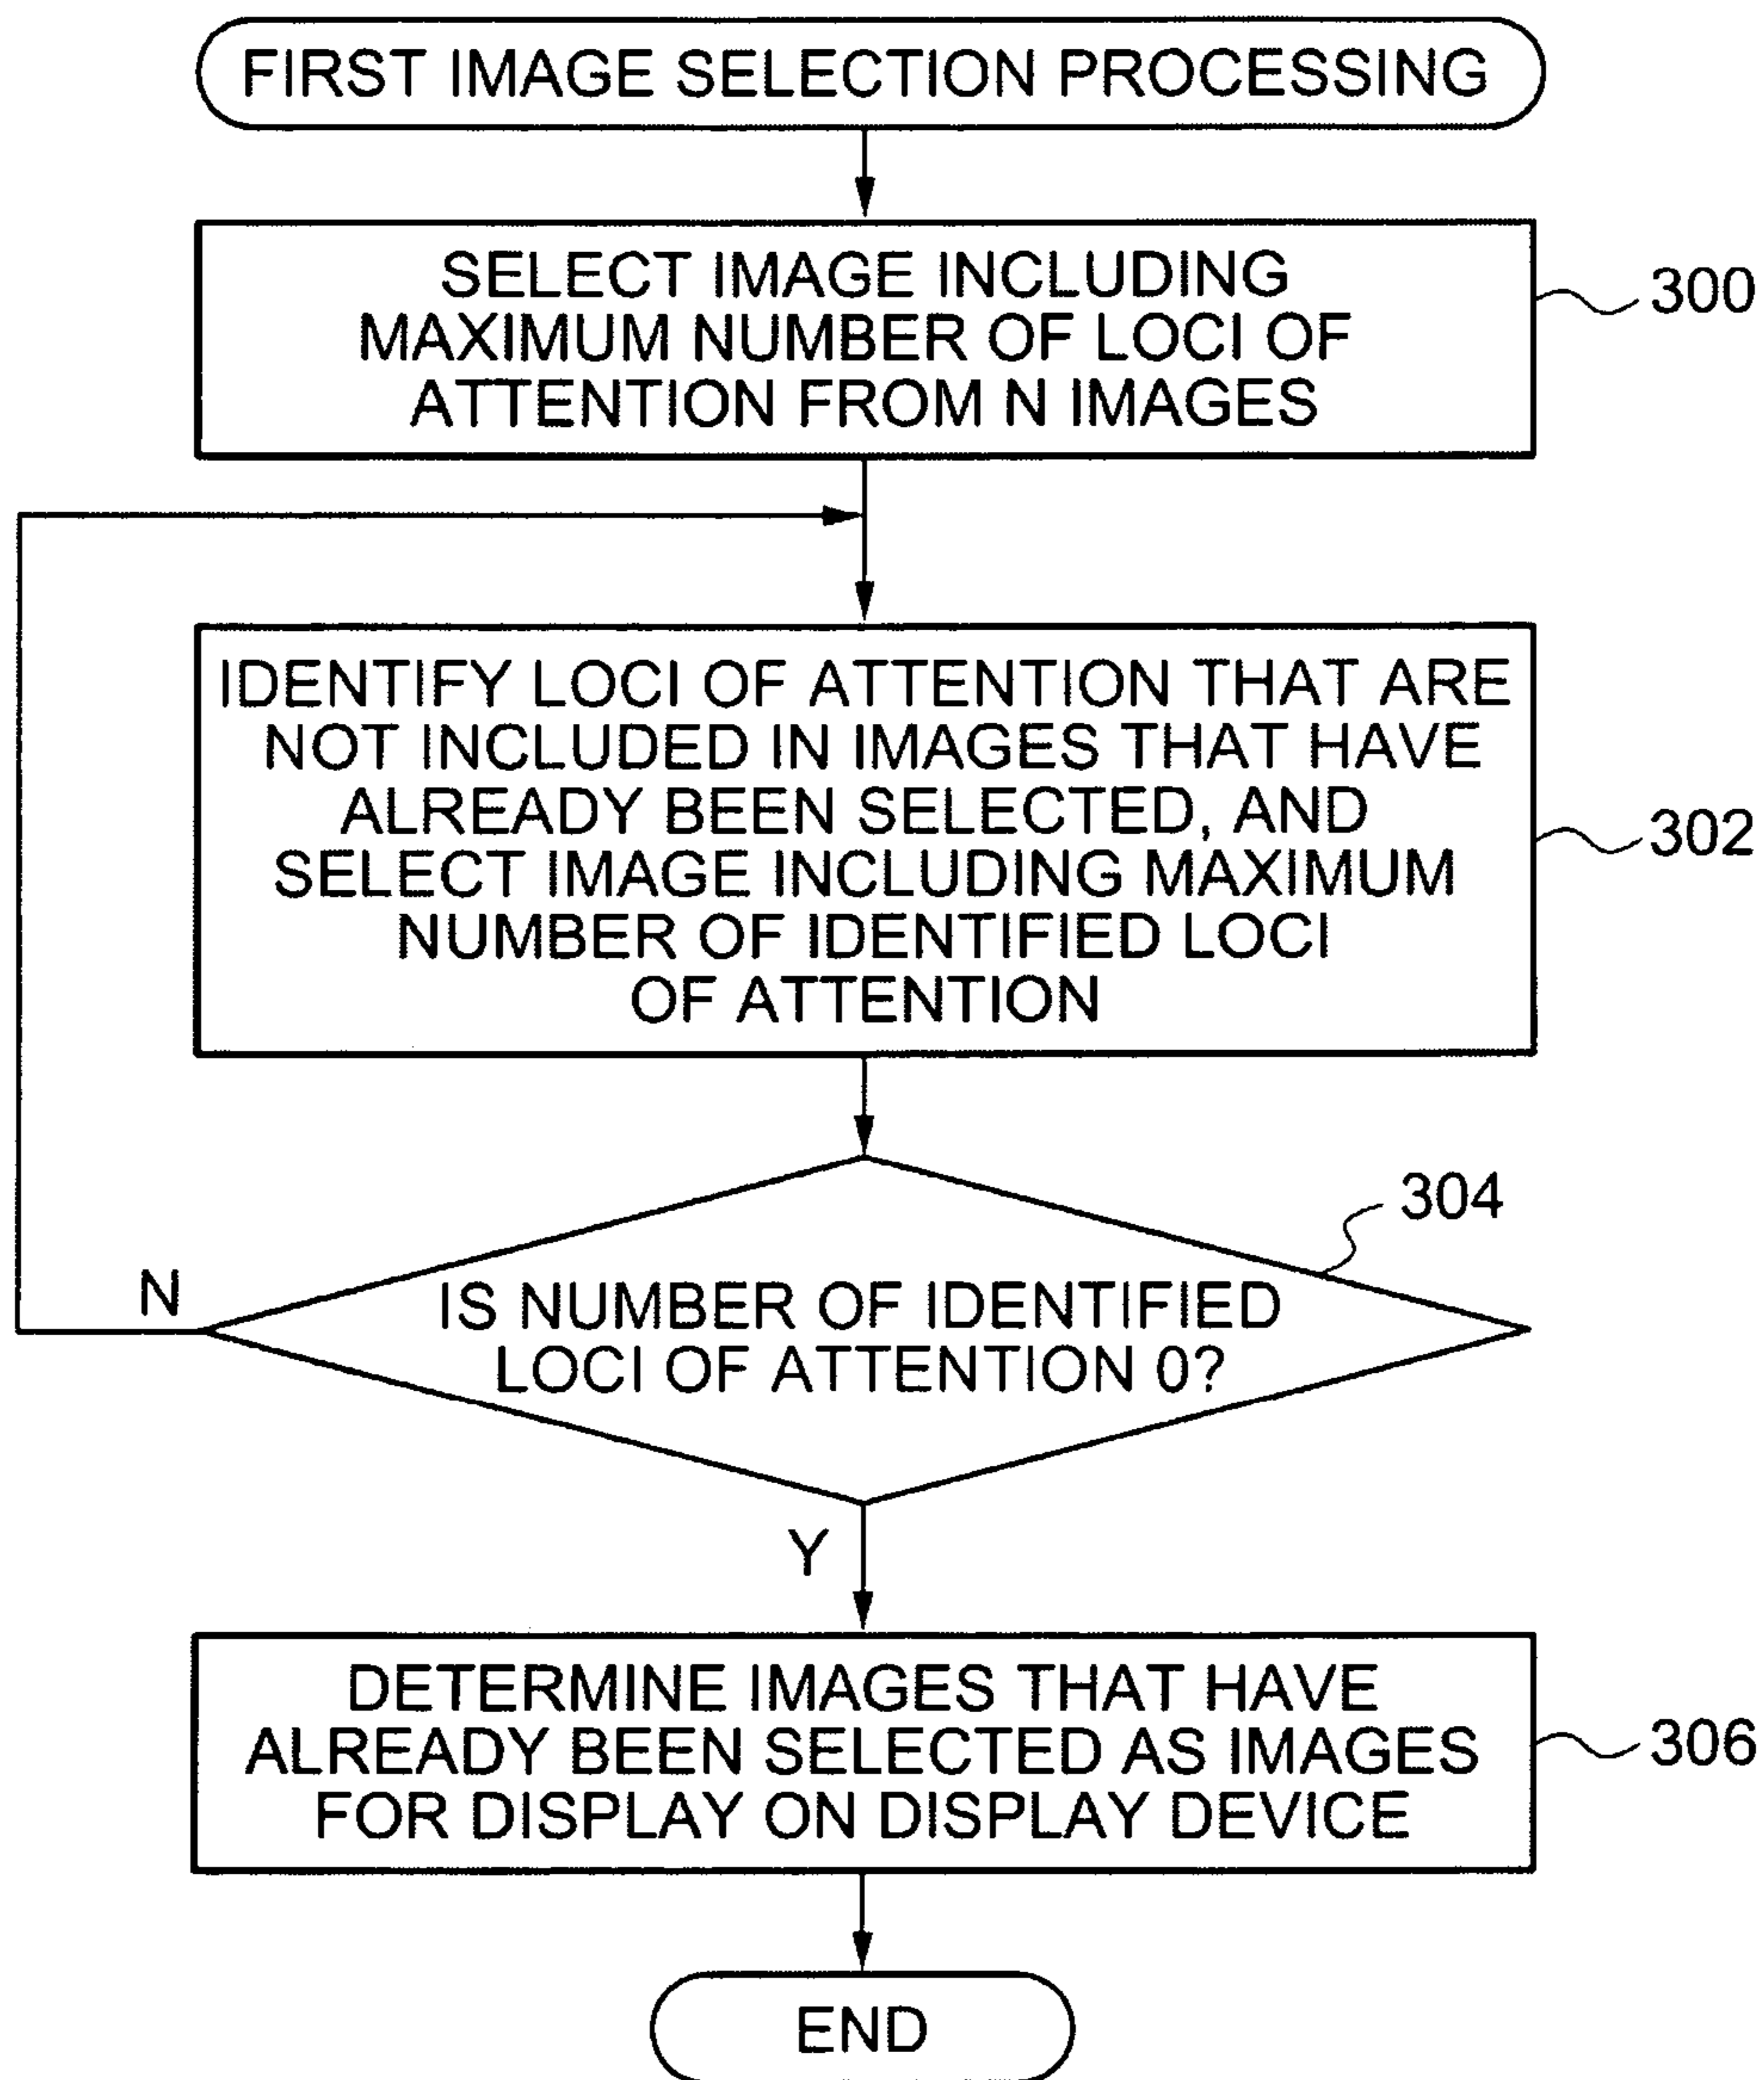 FIRST IMAGE SELECTION PROCESSING
SELECT IMAGE INCLUDING
MAXIMUM NUMBER OF LOCI OF
ATTENTION FROM N IMAGES
300
IDENTIFY LOCI OF ATTENTION THAT ARE
NOT INCLUDED IN IMAGES THAT HAVE
ALREADY BEEN SELECTED, AND
SELECT IMAGE INCLUDING MAXIMUM
NUMBER OF IDENTIFIED LOCI
OF ATTENTION
302
304
N
IS NUMBER OF IDENTIFIED
LOCI OF ATTENTION 0?
Y
DETERMINE IMAGES THAT HAVE
ALREADY BEEN SELECTED AS IMAGES
FOR DISPLAY ON DISPLAY DEVICE
306
END